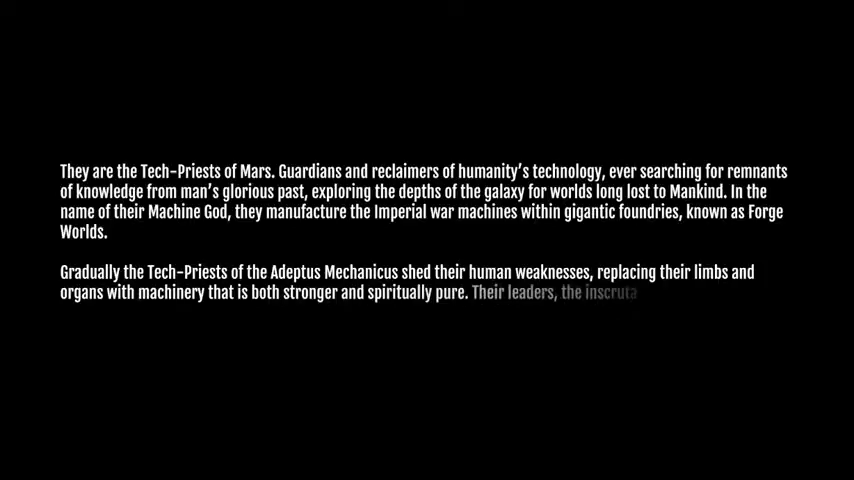 They are the Tech-Priests of Mars. Guardians and reclaimers of humanity’s technology, ever searching for remnants
of knowledge from man’s glorious past, exploring the depths of the galaxy for worlds long lost to Mankind. In the
name of their Machine God, they manufacture the Imperial war machines within gigantic foundries, known as Forge
Worlds.
Gradually the Tech-Priests of the Adeptus Mechanicus shed their human weaknesses, replacing their limbs and
organs with machinery that is both stronger and spiritually pure. Their leaders, the inscruta